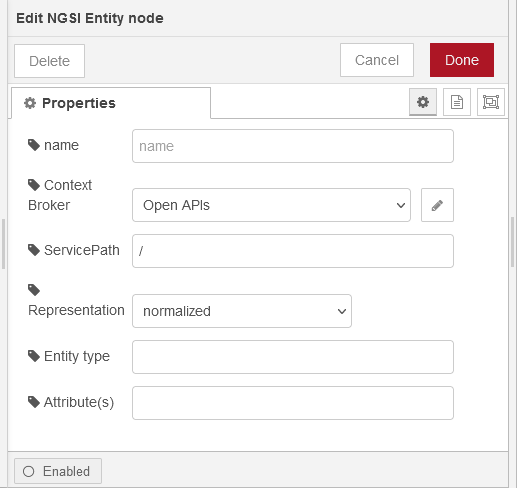 Edit NGSI Entity node
Delete
Cancel
Done
Properties
name
name
Context
Broker
Open APIs
ServicePath
/
Representation
normalized
Entity type
Attribute(s)
Enabled